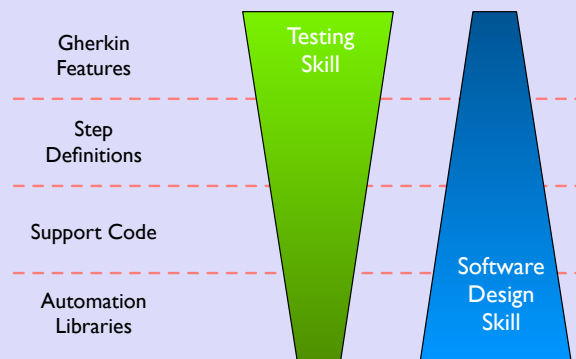 Gherkin
Features
Testing
Skill
Step
Definitions
Support Code
Automation
Libraries
Software
Design
Skill